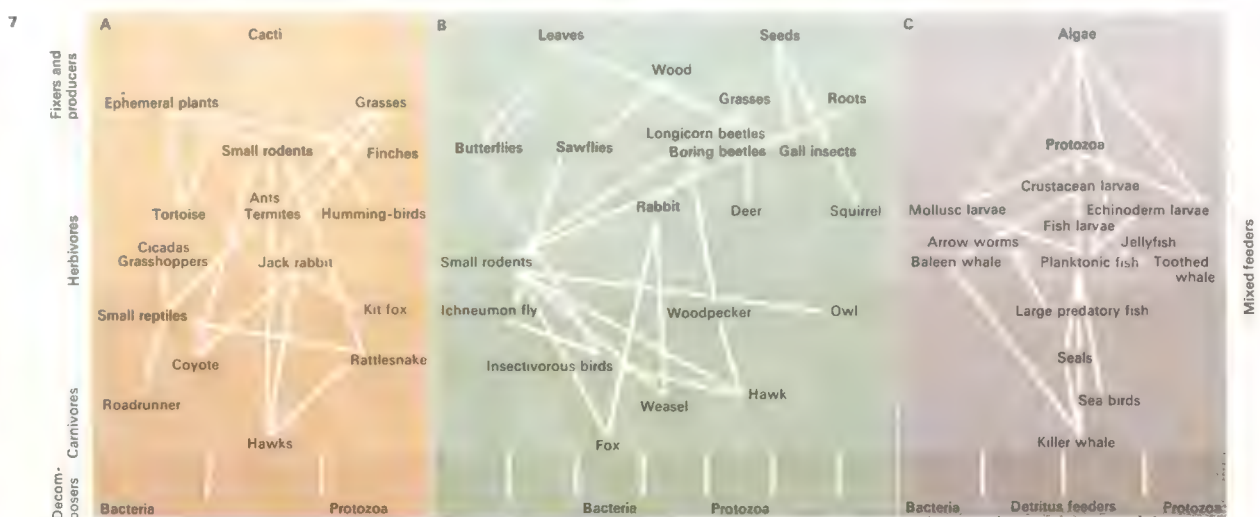 7
Fixers and
producers
Herbivores
Carnivores
Decom-
posers
A
Cacti
Ephemeral plants
Grasses
Small rodents
Finches
Ants
Termites
Tortoise
Humming-birds
Cicadas
Grasshoppers
Jack rabbit
Small reptiles
Kit fox
Coyote
Rattlesnake
Roadrunner
Hawks
Bacteria
Protozoa
B
Leaves
Seeds
Wood
Grasses
Roots
Longicorn beetles
Butterflies
Sawflies
Boring beetles
Gall insects
Rabbit
Deer
Squirrel
Small rodents
Ichneumon fly
Woodpecker
Owl
Insectivorous birds
Hawk
Weasel
Fox
Bacteria
Protozoa
C
Algae
Protozoa
Crustacean larvae
Mollusc larvae
Echinoderm larvae
Fish larvae
Arrow worms
Jellyfish
Baleen whale
Planktonic fish
Toothed
whale
Large predatory fish
Seals
Sea birds
Killer whale
Bacteria
Detritus feeders
Protozoa
Mixed feeders